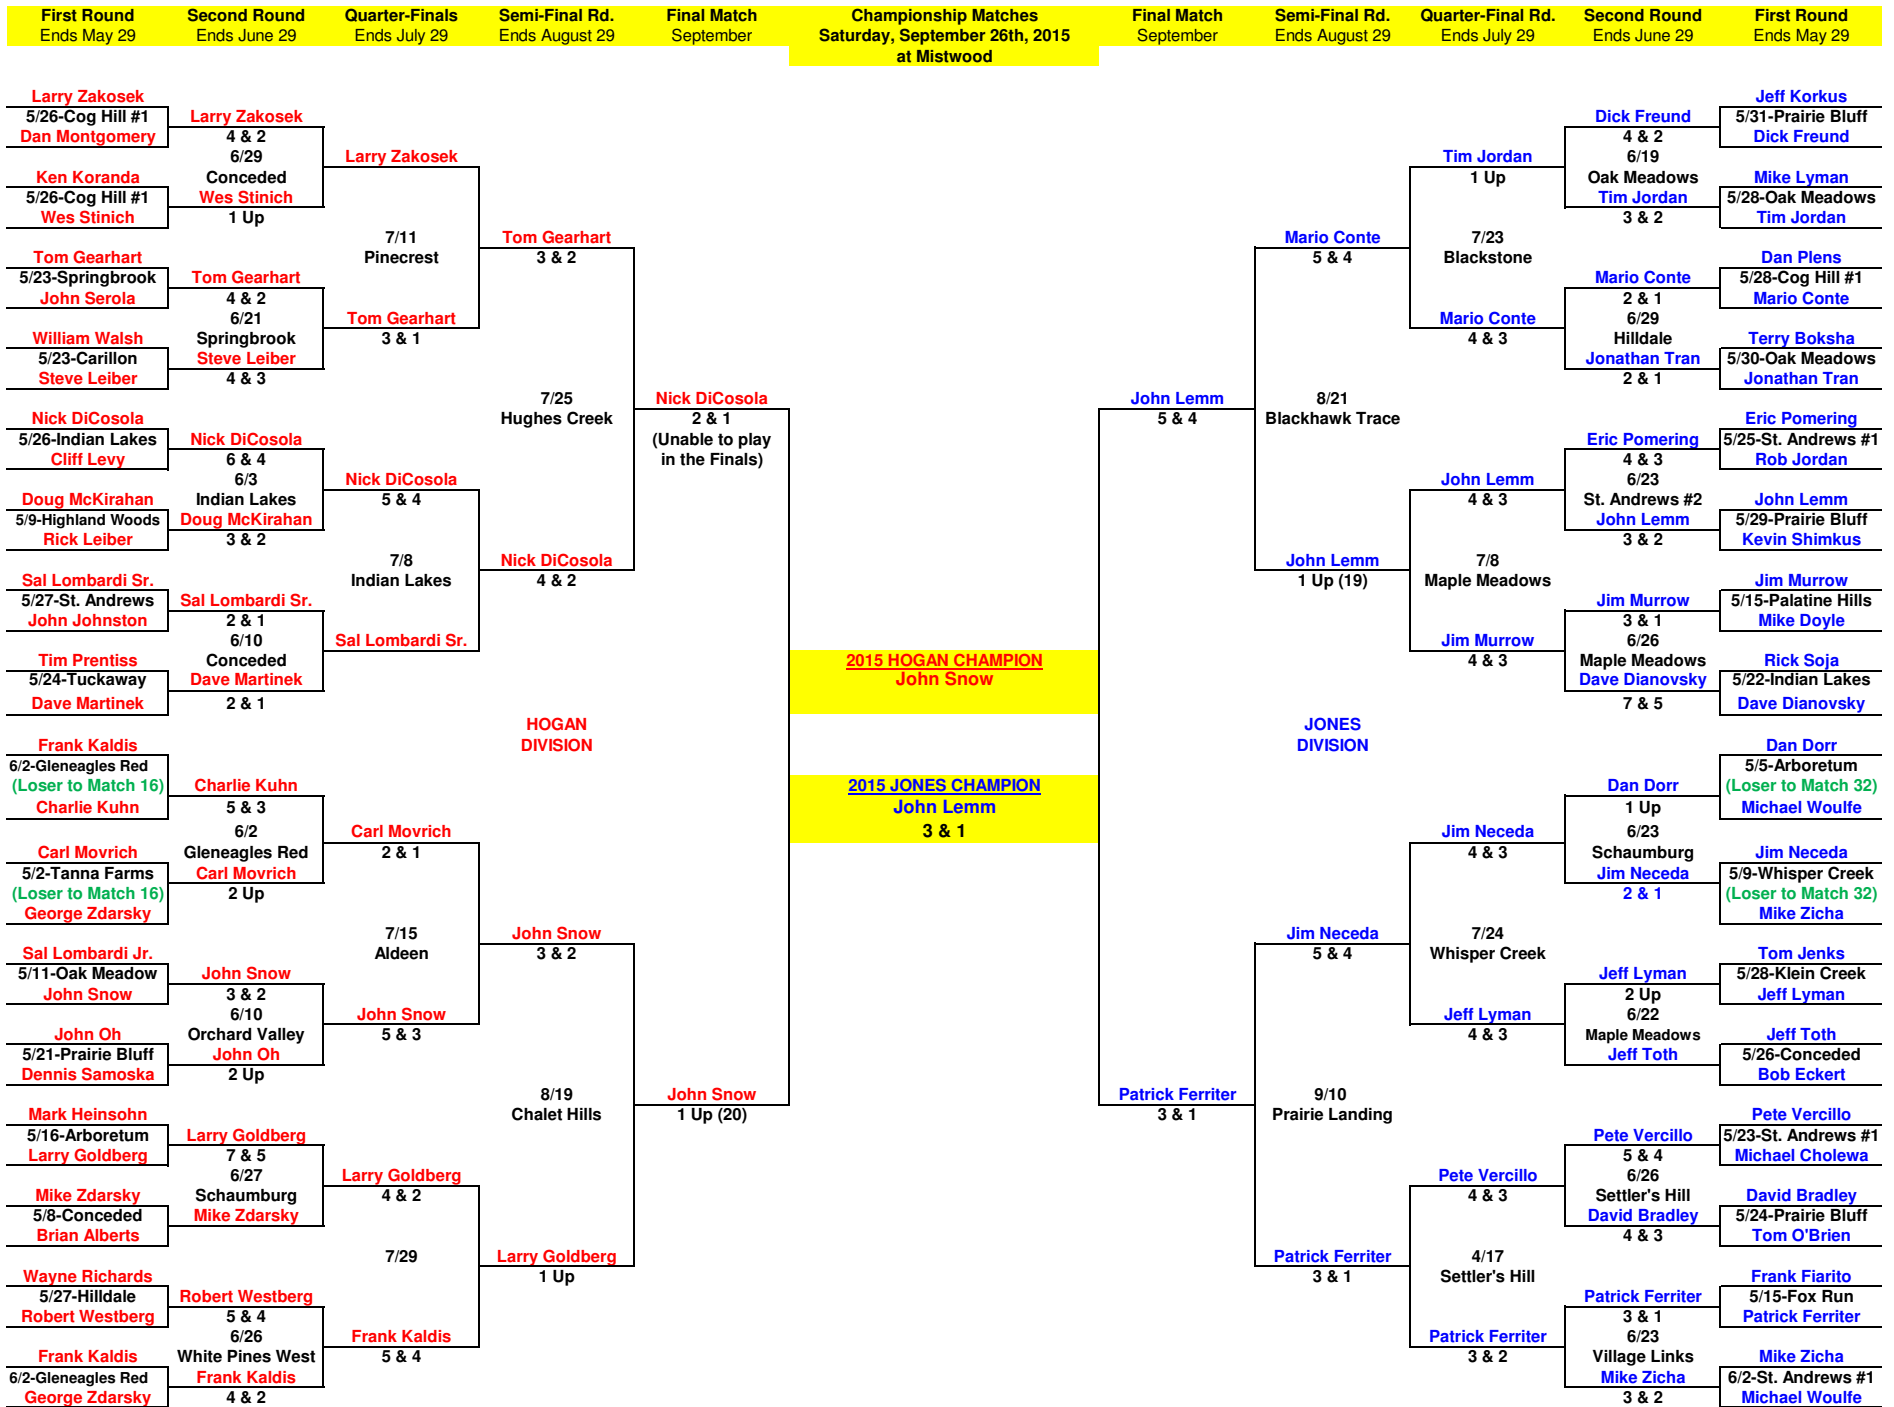 First Round
Ends May 29
Second Round
Ends June 29
Quarter-Finals
Ends July 29
Semi-Final Rd.
Ends August 29
Final Match
September
Championship Matches
Saturday, September 26th, 2015
at Mistwood
Final Match
September
Semi-Final Rd.
Ends August 29
Quarter-Final Rd.
Ends July 29
Second Round
Ends June 29
First Round
Ends May 29
Larry Zakosek
5/26-Cog Hill #1
Dan Montgomery
Ken Koranda
5/26-Cog Hill #1
Wes Stinich
Tom Gearhart
5/23-Springbrook
John Serola
William Walsh
5/23-Carillon
Steve Leiber
Nick DiCosola
5/26-Indian Lakes
Cliff Levy
Doug McKirahan
5/9-Highland Woods
Rick Leiber
Sal Lombardi Sr.
5/27-St. Andrews
John Johnston
Tim Prentiss
5/24-Tuckaway
Dave Martinek
Frank Kaldis
6/2-Gleneagles Red
(Loser to Match 16)
Charlie Kuhn
Carl Movrich
5/2-Tanna Farms
(Loser to Match 16)
George Zdarsky
Sal Lombardi Jr.
5/11-Oak Meadow
John Snow
John Oh
5/21-Prairie Bluff
Dennis Samoska
Mark Heinsohn
5/16-Arboretum
Larry Goldberg
Mike Zdarsky
5/8-Conceded
Brian Alberts
Wayne Richards
5/27-Hilldale
Robert Westberg
Frank Kaldis
6/2-Gleneagles Red
George Zdarsky
Larry Zakosek
4 & 2
6/29
Conceded
Wes Stinich
1 Up
Tom Gearhart
4 & 2
6/21
Springbrook
Steve Leiber
4 & 3
Nick DiCosola
6 & 4
6/3
Indian Lakes
Doug McKirahan
3 & 2
Sal Lombardi Sr.
2 & 1
6/10
Conceded
Dave Martinek
2 & 1
Charlie Kuhn
5 & 3
6/2
Gleneagles Red
Carl Movrich
2 Up
John Snow
3 & 2
6/10
Orchard Valley
John Oh
2 Up
Larry Goldberg
7 & 5
6/27
Schaumburg
Mike Zdarsky
Robert Westberg
5 & 4
6/26
White Pines West
Frank Kaldis
4 & 2
Larry Zakosek
7/11
Pinecrest
Tom Gearhart
3 & 1
Nick DiCosola
5 & 4
7/8
Indian Lakes
Sal Lombardi Sr.
Carl Movrich
2 & 1
7/15
Aldeen
John Snow
5 & 3
Larry Goldberg
4 & 2
7/29
Frank Kaldis
5 & 4
Tom Gearhart
3 & 2
7/25
Hughes Creek
Nick DiCosola
4 & 2
HOGAN
DIVISION
John Snow
3 & 2
8/19
Chalet Hills
Larry Goldberg
1 Up
Nick DiCosola
2 & 1
(Unable to play
in the Finals)
John Snow
1 Up (20)
2015 HOGAN CHAMPION
John Snow
2015 JONES CHAMPION
John Lemm
3 & 1
John Lemm
5 & 4
Patrick Ferriter
3 & 1
Mario Conte
5 & 4
8/21
Blackhawk Trace
John Lemm
1 Up (19)
JONES
DIVISION
Jim Neceda
5 & 4
9/10
Prairie Landing
Patrick Ferriter
3 & 1
Tim Jordan
1 Up
7/23
Blackstone
Mario Conte
4 & 3
John Lemm
4 & 3
7/8
Maple Meadows
Jim Murrow
4 & 3
Jim Neceda
4 & 3
7/24
Whisper Creek
Jeff Lyman
4 & 3
Pete Vercillo
4 & 3
4/17
Settler's Hill
Patrick Ferriter
3 & 2
Dick Freund
4 & 2
6/19
Oak Meadows
Tim Jordan
3 & 2
Mario Conte
2 & 1
6/29
Hilldale
Jonathan Tran
2 & 1
Eric Pomering
4 & 3
6/23
St. Andrews #2
John Lemm
3 & 2
Jim Murrow
3 & 1
6/26
Maple Meadows
Dave Dianovsky
7 & 5
Dan Dorr
1 Up
6/23
Schaumburg
Jim Neceda
2 & 1
Jeff Lyman
2 Up
6/22
Maple Meadows
Jeff Toth
Pete Vercillo
5 & 4
6/26
Settler's Hill
David Bradley
4 & 3
Patrick Ferriter
3 & 1
6/23
Village Links
Mike Zicha
3 & 2
Jeff Korkus
5/31-Prairie Bluff
Dick Freund
Mike Lyman
5/28-Oak Meadows
Tim Jordan
Dan Plens
5/28-Cog Hill #1
Mario Conte
Terry Boksha
5/30-Oak Meadows
Jonathan Tran
Eric Pomering
5/25-St. Andrews #1
Rob Jordan
John Lemm
5/29-Prairie Bluff
Kevin Shimkus
Jim Murrow
5/15-Palatine Hills
Mike Doyle
Rick Soja
5/22-Indian Lakes
Dave Dianovsky
Dan Dorr
5/5-Arboretum
(Loser to Match 32)
Michael Woulfe
Jim Neceda
5/9-Whisper Creek
(Loser to Match 32)
Mike Zicha
Tom Jenks
5/28-Klein Creek
Jeff Lyman
Jeff Toth
5/26-Conceded
Bob Eckert
Pete Vercillo
5/23-St. Andrews #1
Michael Cholewa
David Bradley
5/24-Prairie Bluff
Tom O'Brien
Frank Fiarito
5/15-Fox Run
Patrick Ferriter
Mike Zicha
6/2-St. Andrews #1
Michael Woulfe